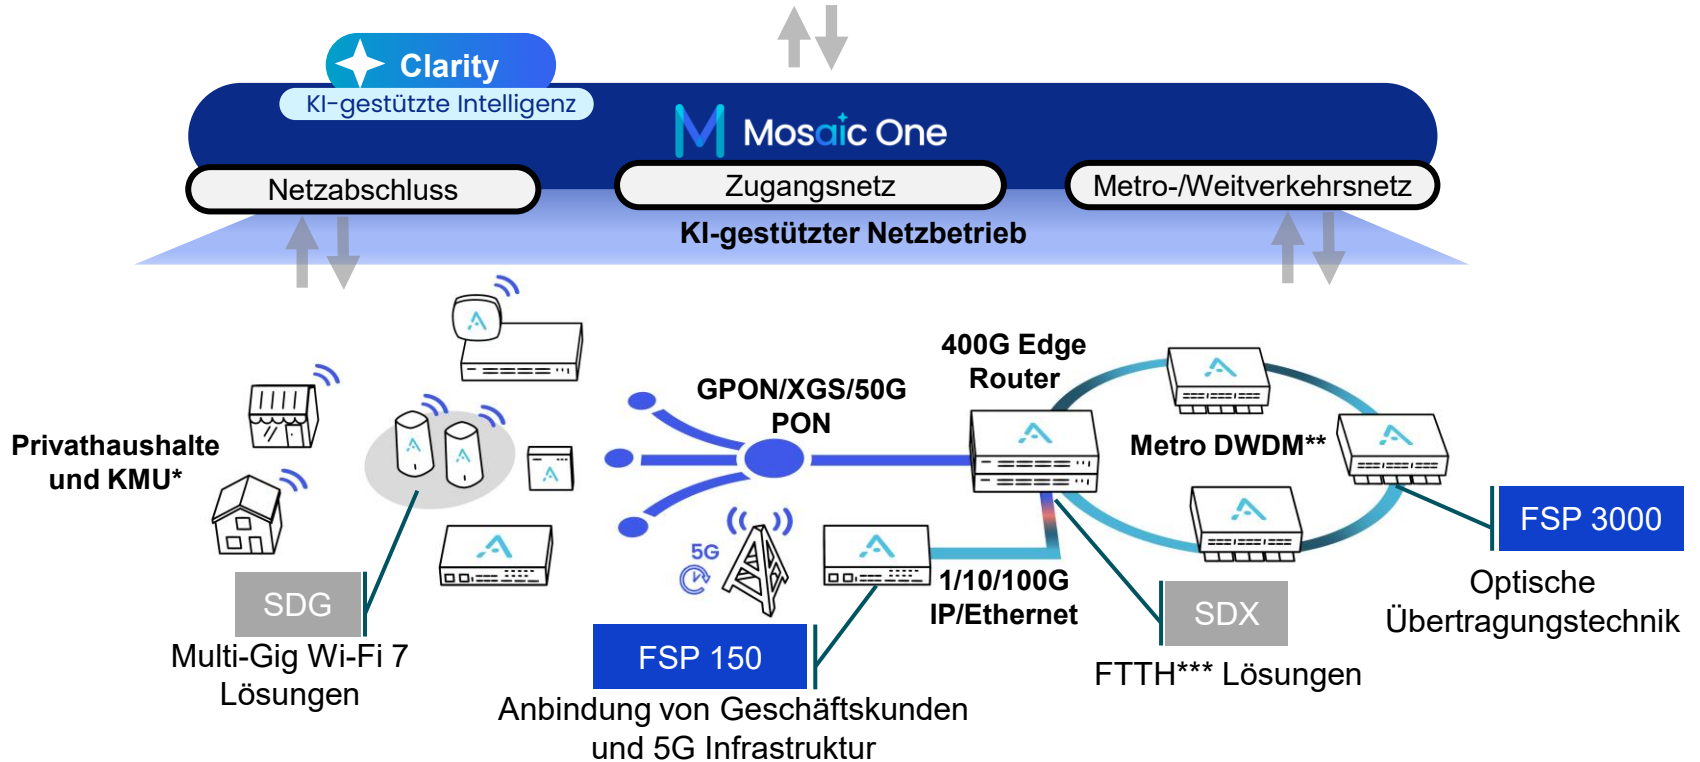 Clarity
KI-gestützte Intelligenz
Mosaic One
Netzabschluss
Zugangsnetz
Metro-/Weitverkehrsnetz
KI-gestützter Netzbetrieb
400G Edge
Router
GPON/XGS/50G
PON
Privathaushalte
und KMU*
Metro DWDM**
FSP 3000
Optische
Übertragungstechnik
5G
1/10/100G
IP/Ethernet
SDG
Multi-Gig Wi-Fi 7
Lösungen
FSP 150
Anbindung von Geschäftskunden
und 5G Infrastruktur
SDX
FTTH*** Lösungen